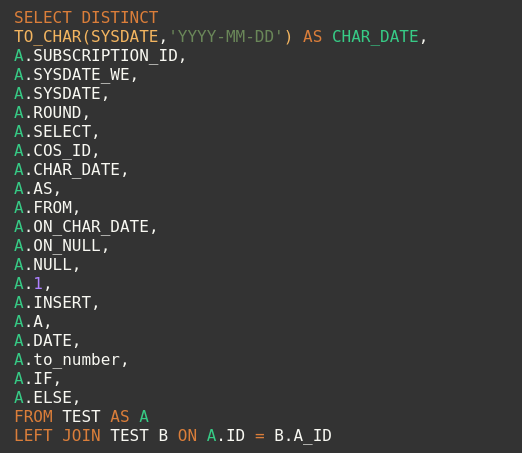 SELECT DISTINCT
TO_CHAR(SYSDATE,'YYYY-MM-DD') AS CHAR_DATE,
A.SUBSCRIPTION_ID,
A.SYSDATE_WE,
A.SYSDATE,
A.ROUND,
A.SELECT,
A.COS_ID,
A.CHAR_DATE,
A.AS,
A.FROM,
A.ON_CHAR_DATE,
A.ON_NULL,
A.NULL,
A.1,
A.INSERT,
A.A,
A.DATE,
A.to_number,
A.IF,
A.ELSE,
FROM TEST AS A
LEFT JOIN TEST B ON A.ID = B.A_ID